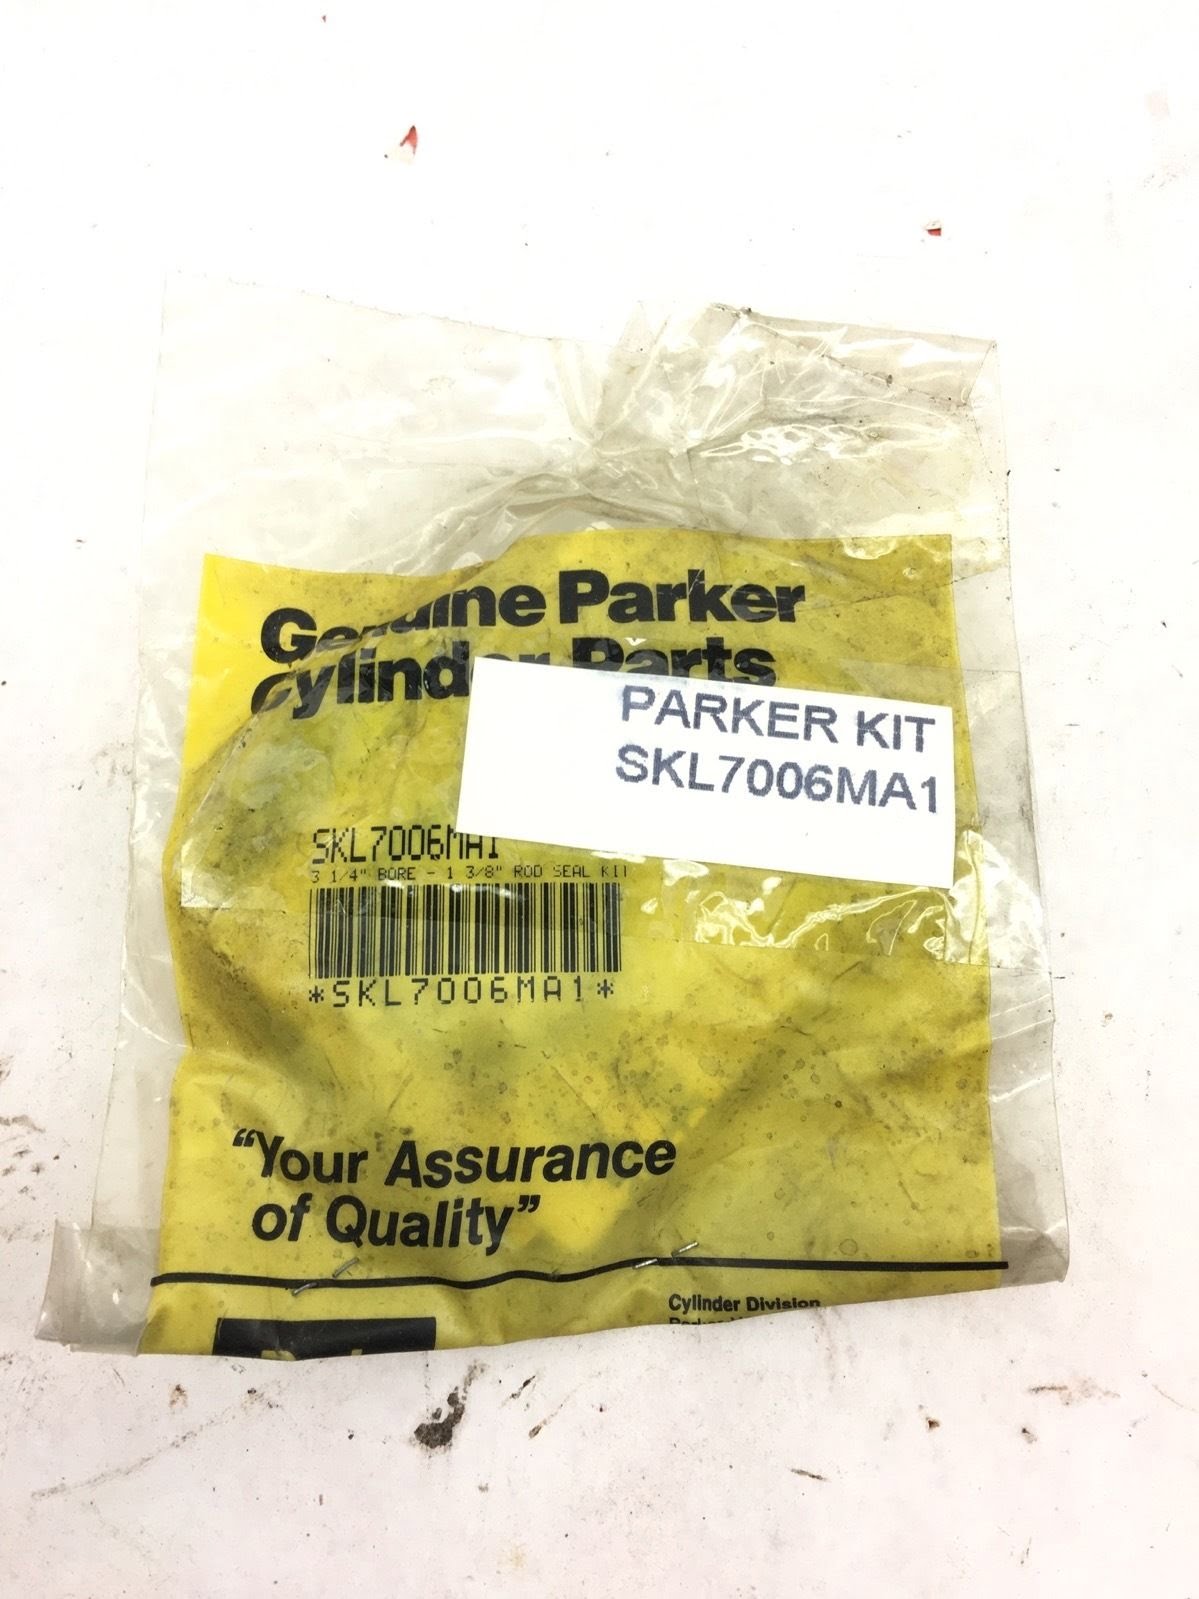 Genuine Parker
Cylinder Parts
PARKER KIT
SKL7006MA1
SKL7006MA1
3 1/4" BORE - 1 3/8" ROD SEAL KIT
*SKL7006MA1*
“Your Assurance
of Quality”
Cylinder Division